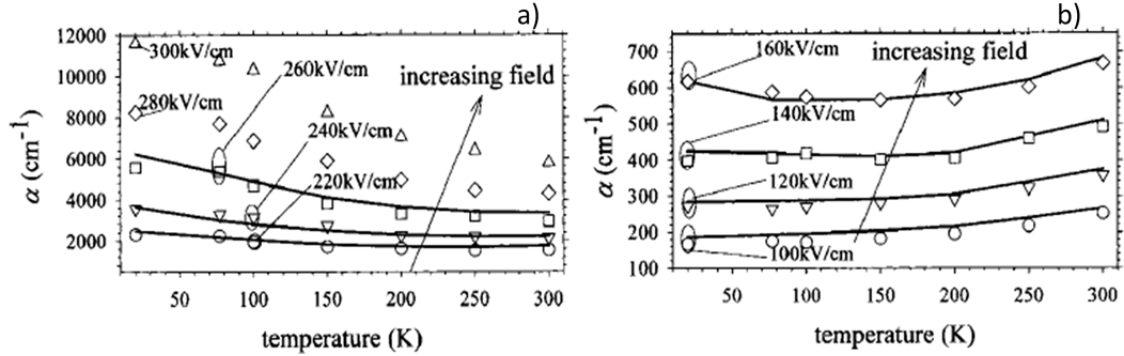 a)
12000
10000
8000
6000
4000
2000
α (cm⁻¹)
300kV/cm
280kV/cm
260kV/cm
240kV/cm
220kV/cm
increasing field
50 100 150 200 250 300
temperature (K)
b)
700
600
500
400
300
200
100
α (cm⁻¹)
160kV/cm
140kV/cm
120kV/cm
100kV/cm
increasing field
50 100 150 200 250 300
temperature (K)